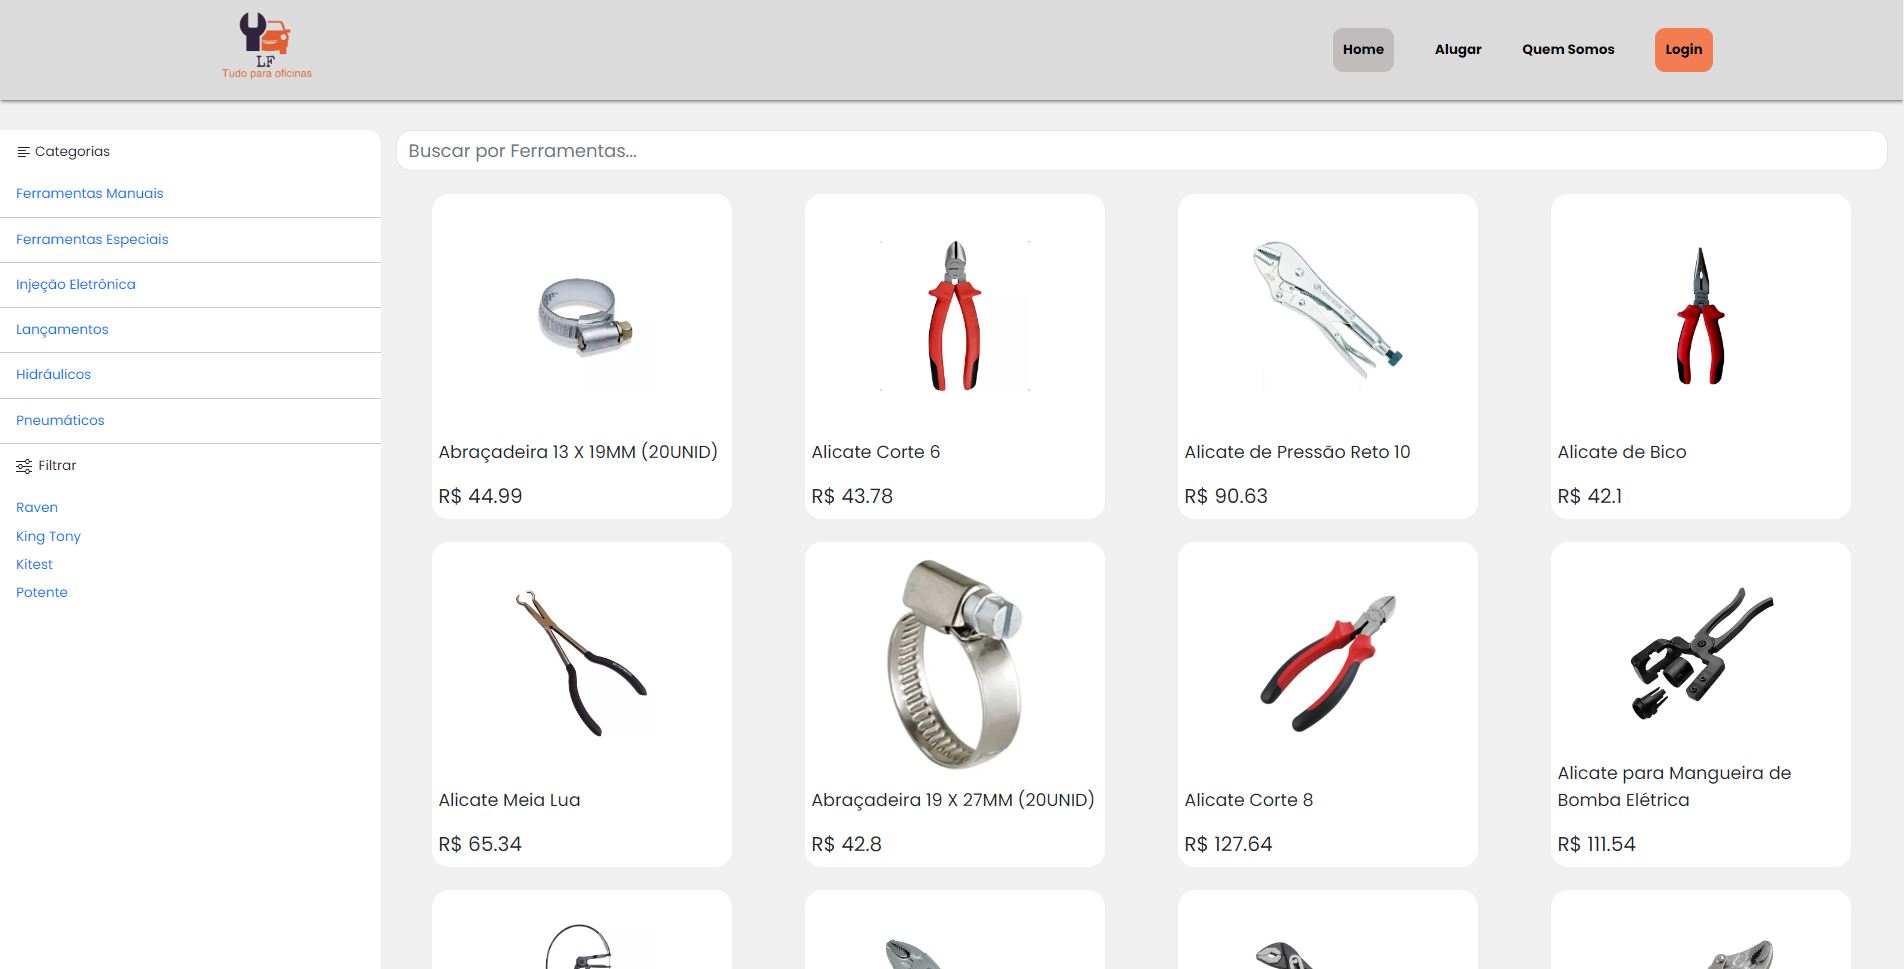 LF
Tudo para oficinas
Home
Alugar
Quem Somos
Login
Categorias
Ferramentas Manuais
Ferramentas Especiais
Injeção Eletrônica
Lançamentos
Hidráulicos
Pneumáticos
Filtrar
Raven
King Tony
Kitest
Potente
Buscar por Ferramentas...
Abraçadeira 13 X 19MM (20UNID)
R$ 44.99
Alicate Corte 6
R$ 43.78
Alicate de Pressão Reto 10
R$ 90.63
Alicate de Bico
R$ 42.1
Alicate Meia Lua
R$ 65.34
Abraçadeira 19 X 27MM (20UNID)
R$ 42.8
Alicate Corte 8
R$ 127.64
Alicate para Mangueira de
Bomba Elétrica
R$ 111.54